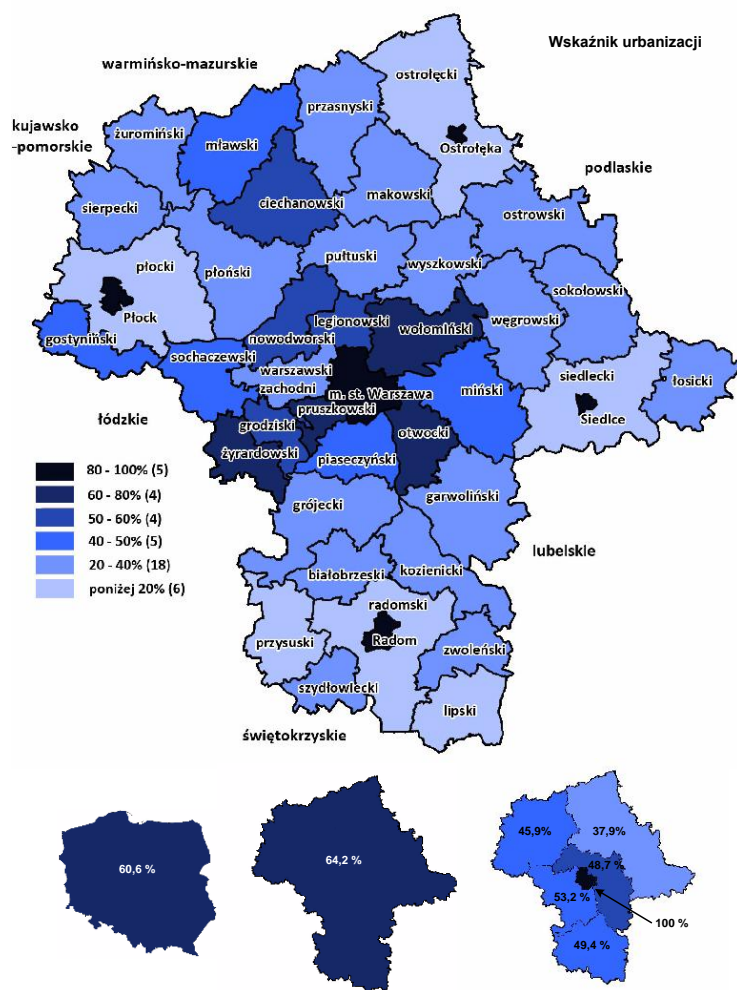 Wskaźnik urbanizacji
warmińsko-mazurskie
ostrołęcki
przasnyski
kujawsko
-pomorskie
żuromiński
mławski
Ostrołęka
podlaskie
makowski
ciechanowski
sierpecki
ostrowski
pułtuski
płocki
płoński
wyszkowski
sokołowski
Płock
legionowski
wołomiński
węgrowski
gostyniński
nowodworski
sochaczewski
warszawski
zachodni
siedlecki
m. st. Warszawa
miński
łosicki
pruszkowski
Siedlce
łódzkie
grodziski
otwocki
żyrardowski
piaseczyński
80 - 100% (5)
60 - 80% (4)
garwoliński
grójecki
50 - 60% (4)
40 - 50% (5)
lubelskie
20 - 40% (18)
białobrzeski
kozienicki
poniżej 20% (6)
radomski
przysuski
Radom
zwoleński
szydłowiecki
lipski
świętokrzyskie
60,6 %
64,2 %
45,9%
37,9%
48,7 %
53,2 %
100 %
49,4 %